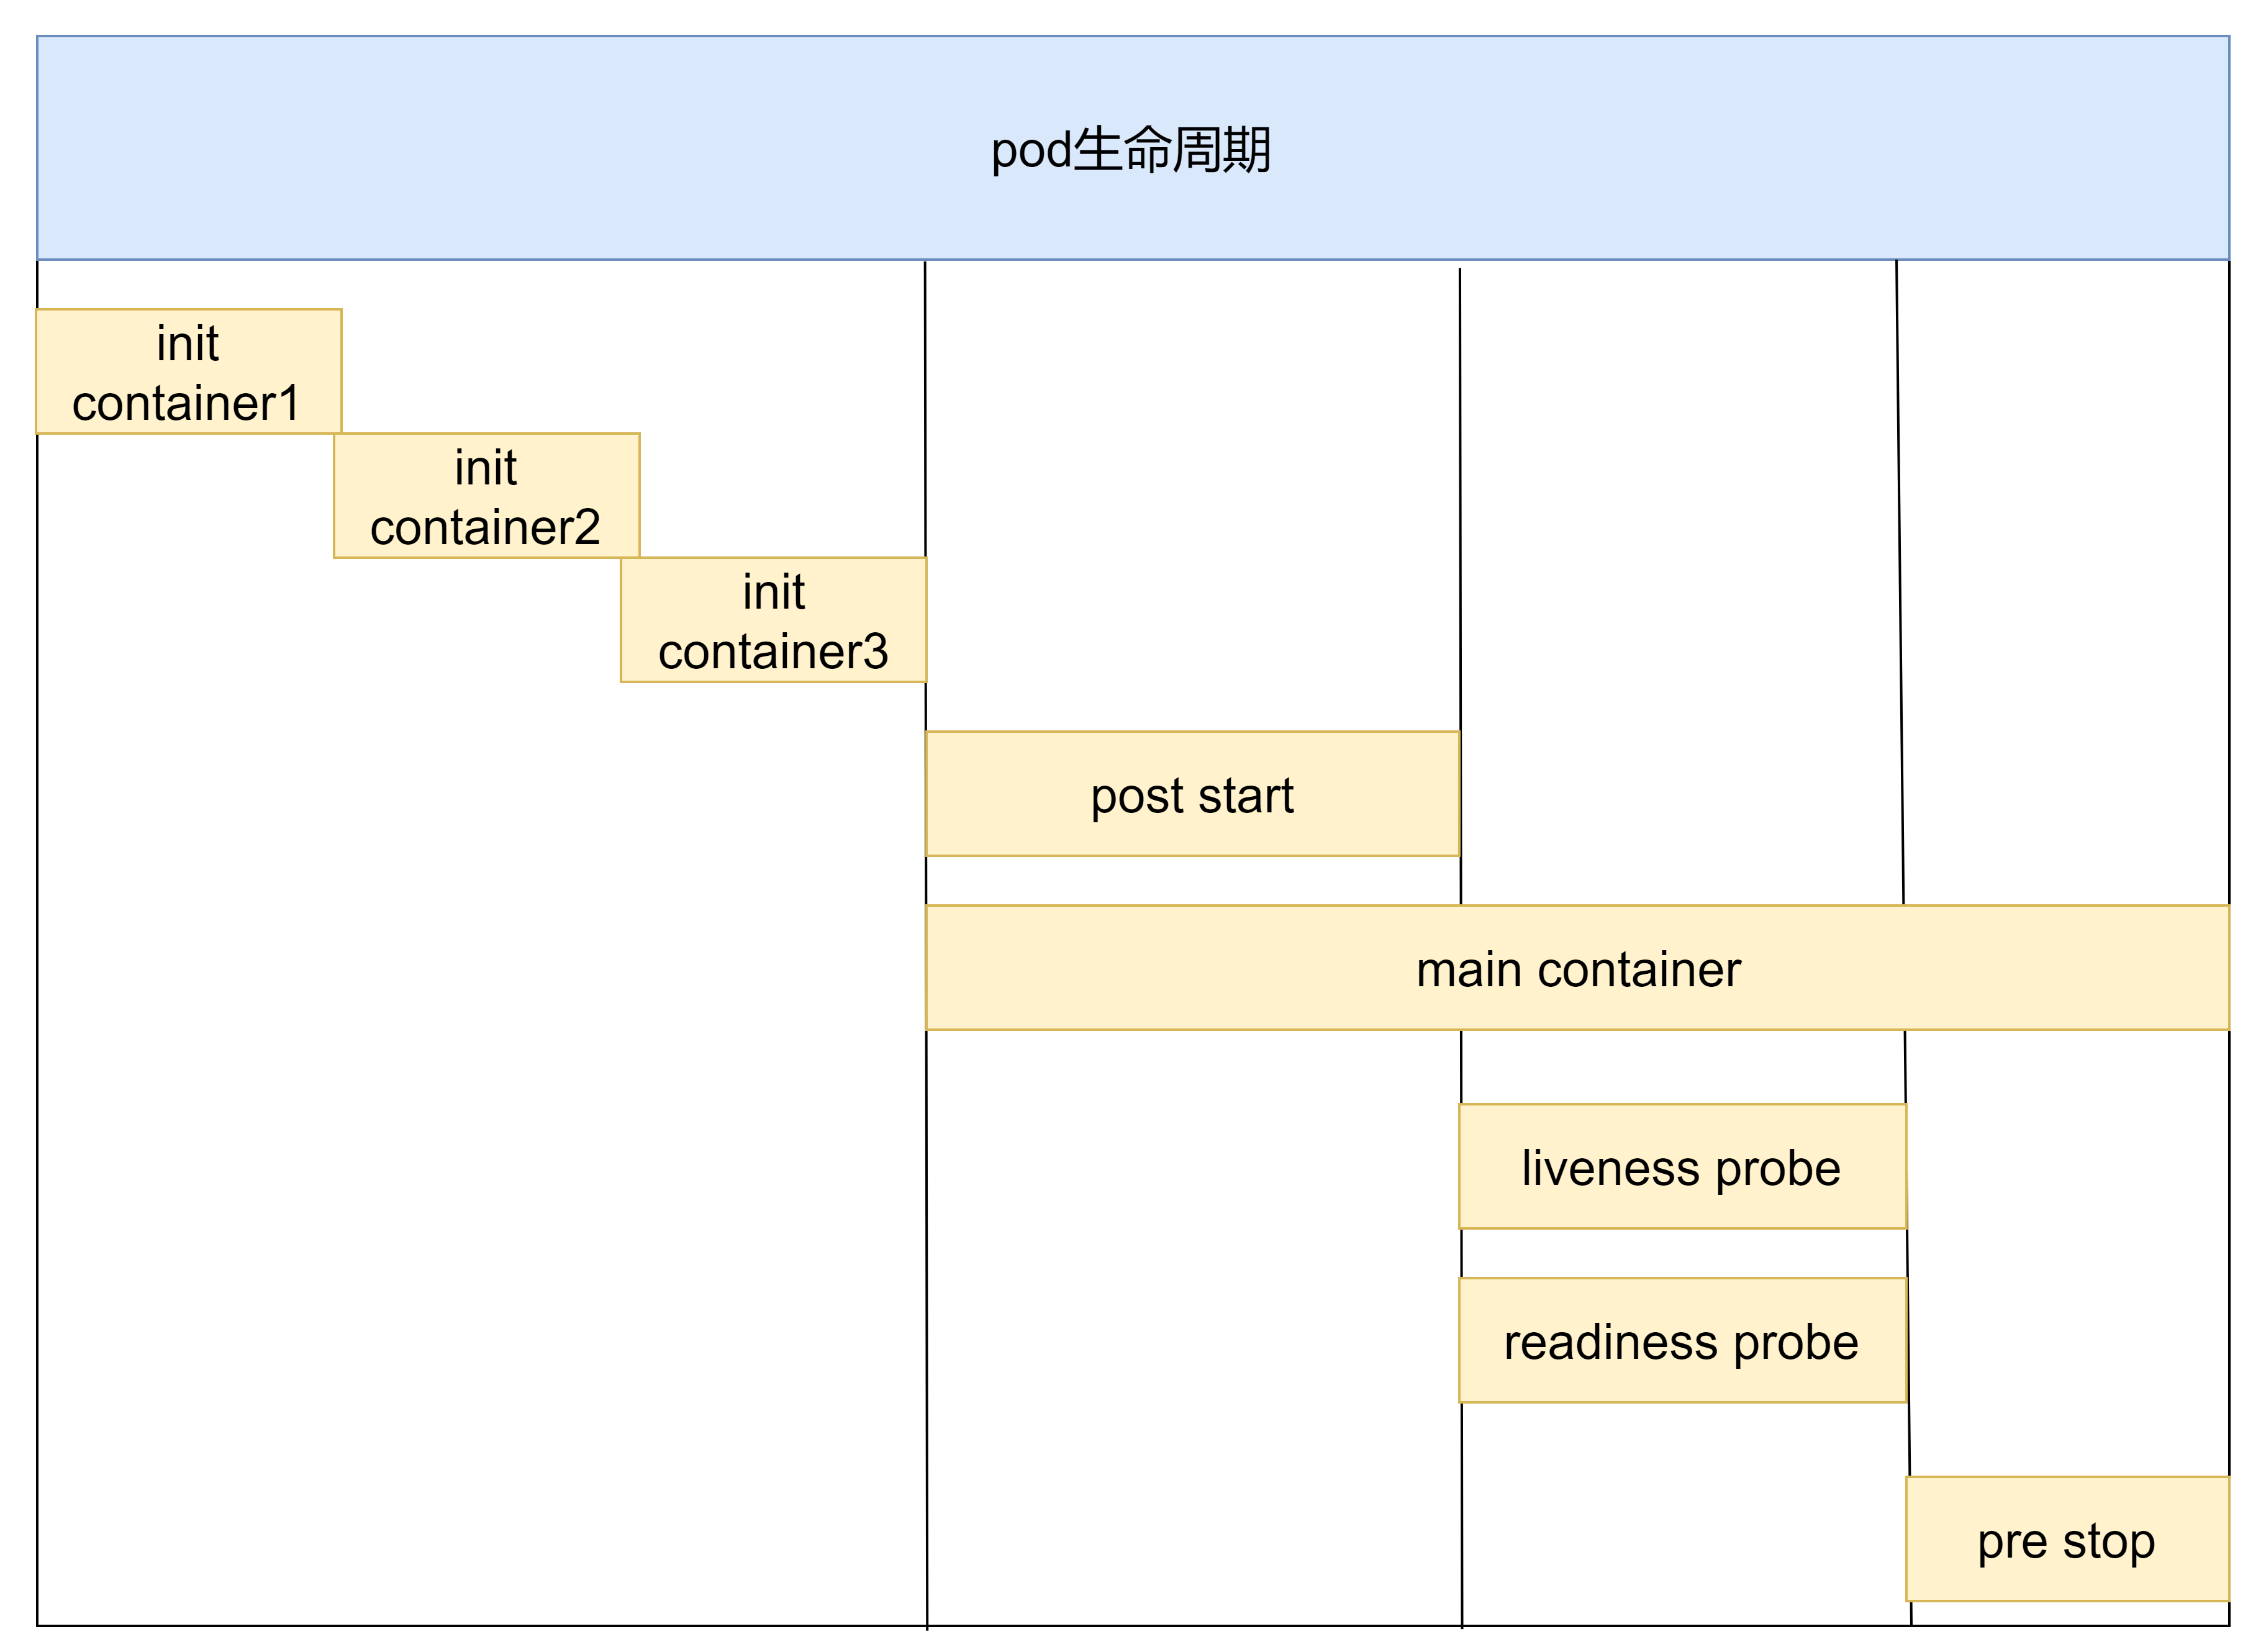 pod生命周期
init
container1
init
container2
init
container3
post start
main container
liveness probe
readiness probe
pre stop